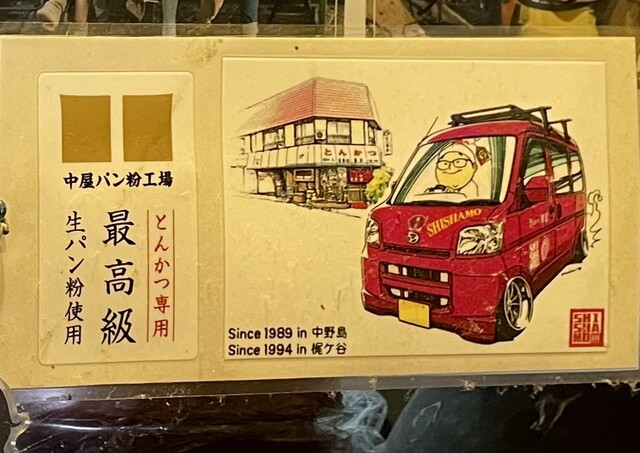 中屋パン粉工場
とんかつ専用
最高級
生パン粉使用
とんかつ
SHISHAMO
Since 1989 in 中野島
Since 1994 in 梶ケ谷